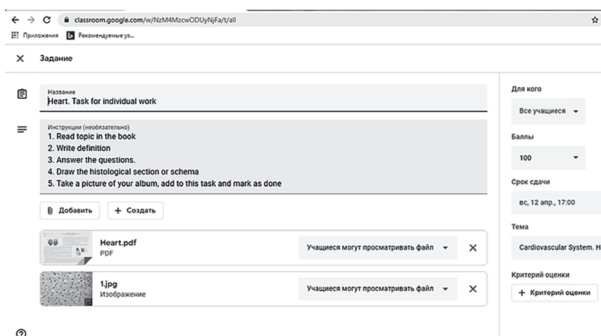 classroom.google.com/w/NzM4MzcwODUyNjFa/t/all
Приложения Рекомендуемые уз...
Задание
Название
Heart. Task for individual work
Инструкции (необязательно)
1. Read topic in the book
2. Write definition
3. Answer the questions.
4. Draw the histological section or schema
5. Take a picture of your album, add to this task and mark as done
Добавить + Создать
Heart.pdf
PDF
Учащиеся могут просматривать файл
1.jpg
Изображение
Учащиеся могут просматривать файл
Для кого
Все учащиеся
Баллы
100
Срок сдачи
вс, 12 апр., 17:00
Тема
Cardiovascular System. H
Критерий оценки
+ Критерий оценки